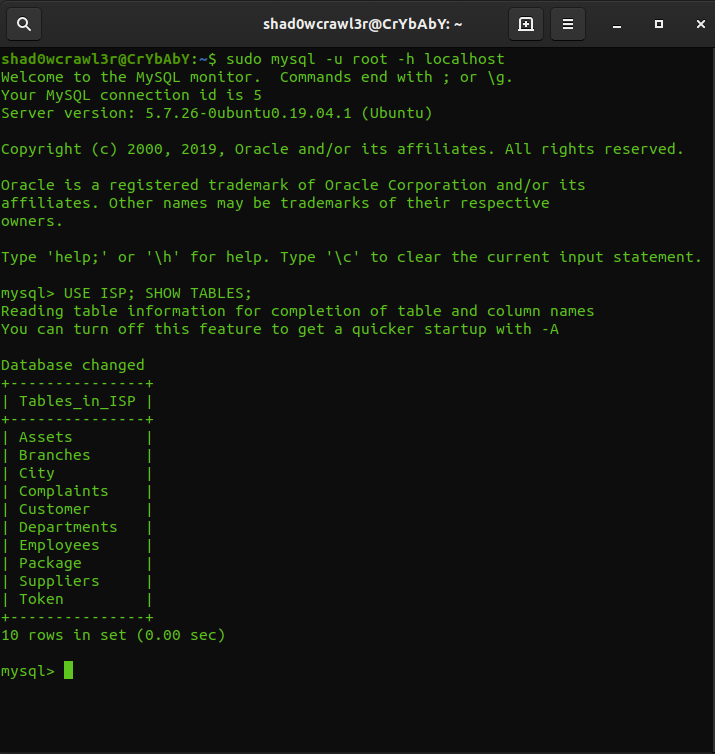 shad0wcrawl3r@CrYbAbY: ~
shad0wcrawl3r@CrYbAbY:~$ sudo mysql -u root -h localhost
Welcome to the MySQL monitor.  Commands end with ; or \g.
Your MySQL connection id is 5
Server version: 5.7.26-0ubuntu0.19.04.1 (Ubuntu)

Copyright (c) 2000, 2019, Oracle and/or its affiliates. All rights reserved.

Oracle is a registered trademark of Oracle Corporation and/or its
affiliates. Other names may be trademarks of their respective
owners.

Type 'help;' or '\h' for help. Type '\c' to clear the current input statement.

mysql> USE ISP; SHOW TABLES;
Reading table information for completion of table and column names
You can turn off this feature to get a quicker startup with -A

Database changed
+---------------+
| Tables_in_ISP |
+---------------+
| Assets        |
| Branches      |
| City          |
| Complaints    |
| Customer      |
| Departments   |
| Employees     |
| Package       |
| Suppliers     |
| Token         |
+---------------+
10 rows in set (0.00 sec)

mysql>